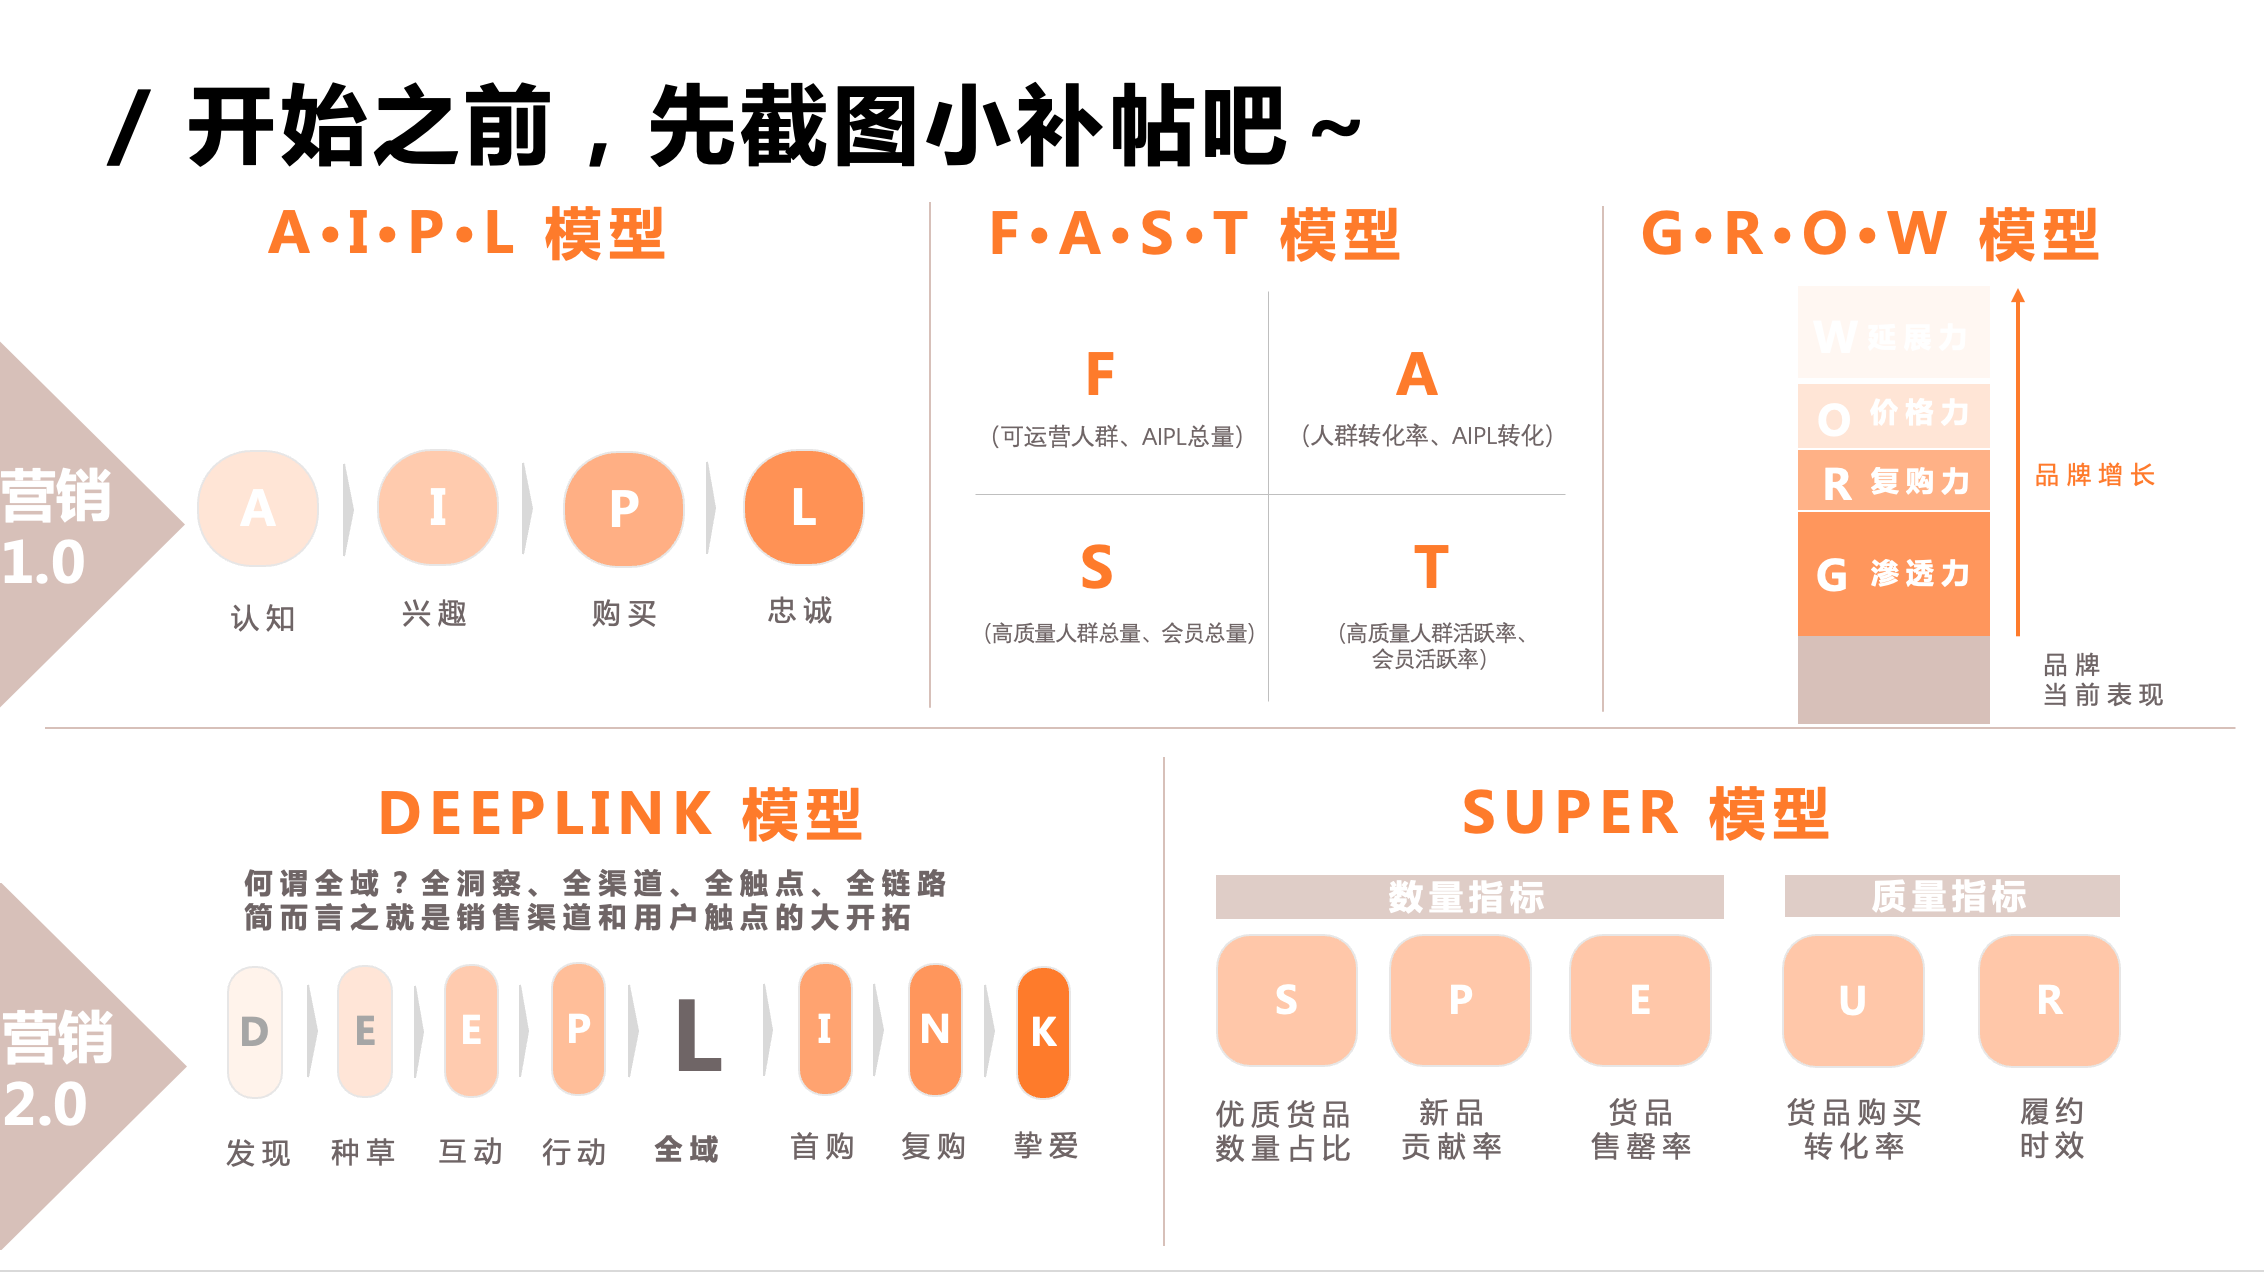 / 开始之前，先截图小补帖吧～
A·I·P·L 模型
F·A·S·T 模型
G·R·O·W 模型
营销
1.0
A
I
P
L
认知
兴趣
购买
忠诚
F
（可运营人群、AIPL总量）
A
（人群转化率、AIPL转化）
S
（高质量人群总量、会员总量）
T
（高质量人群活跃率、
会员活跃率）
W 延展力
O 价格力
R 复购力
G 渗透力
品牌增长
品牌
当前表现
营销
2.0
DEEPLINK 模型
何谓全域？全洞察、全渠道、全触点、全链路
简而言之就是销售渠道和用户触点的大开拓
D
E
E
P
L
I
N
K
发现
种草
互动
行动
全域
首购
复购
挚爱
SUPER 模型
数量指标
质量指标
S
P
E
U
R
优质货品
数量占比
新品
贡献率
货品
售罄率
货品购买
转化率
履约
时效